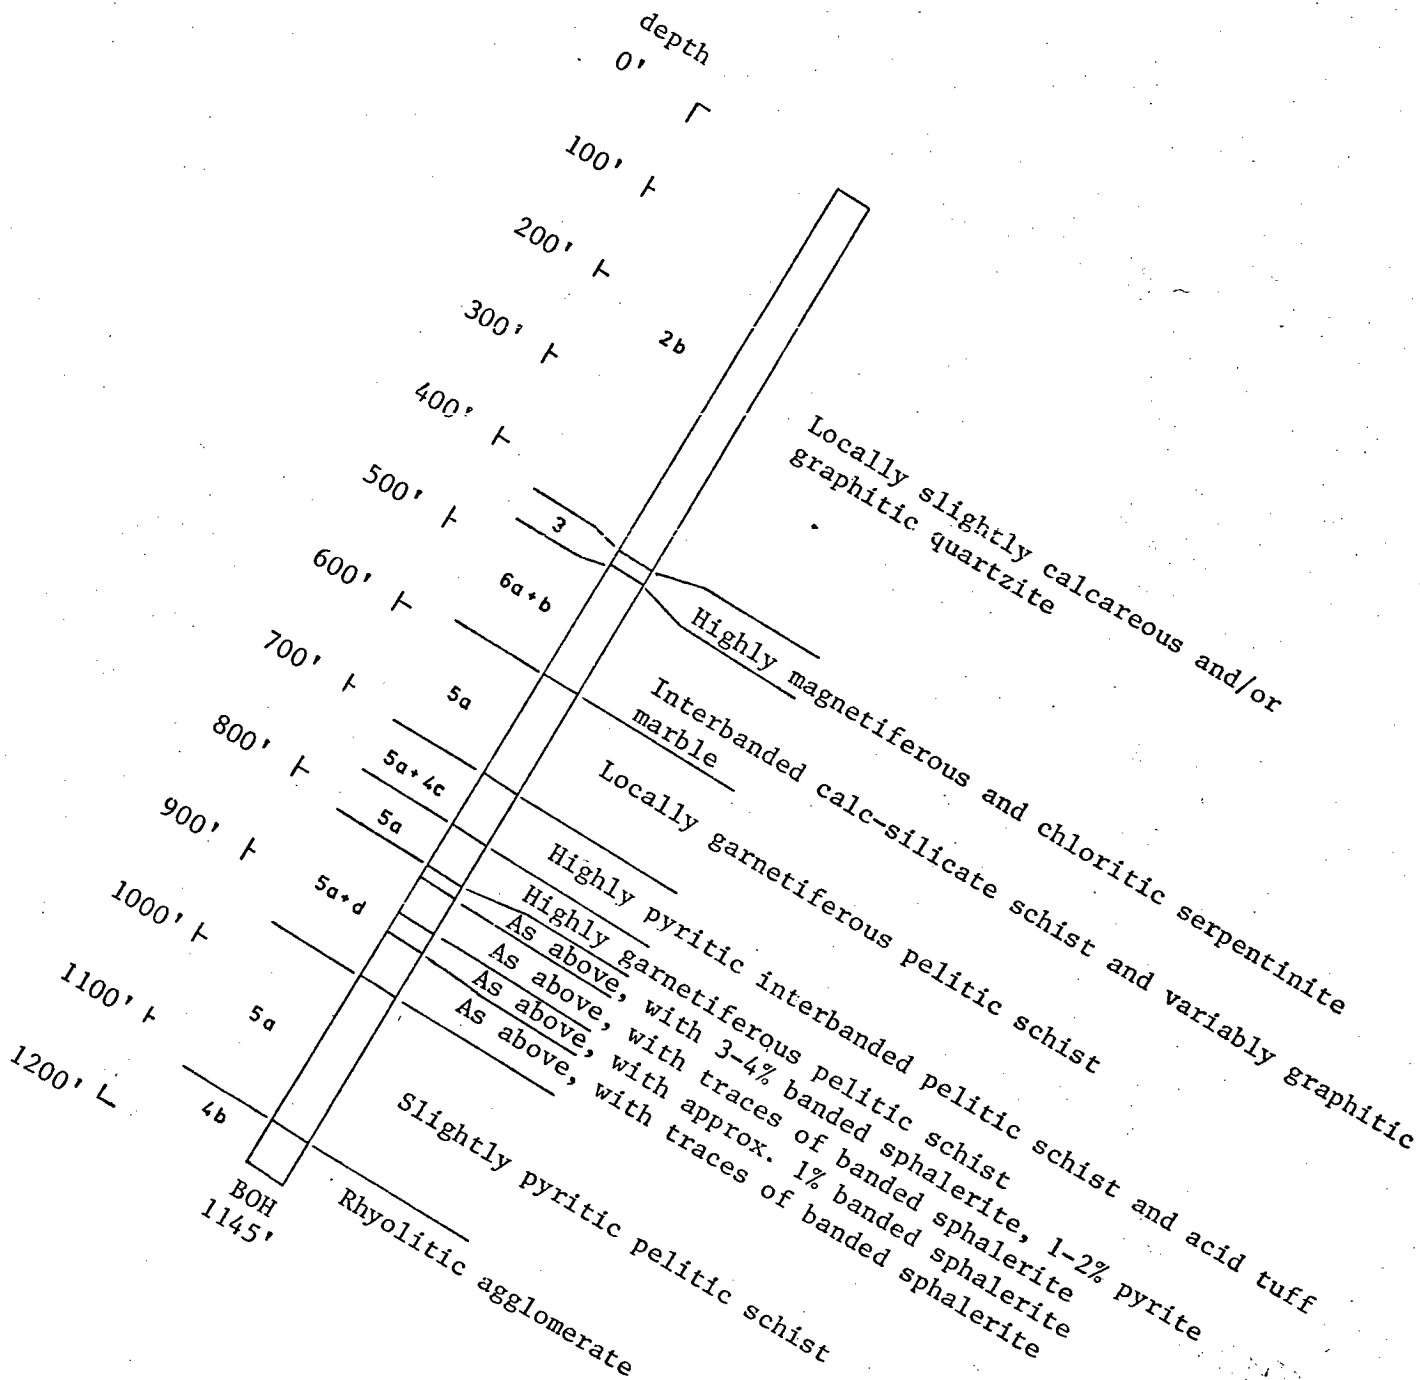 depth
0'
100'
200'
300'
400'
500'
600'
700'
800'
900'
1000'
1100'
1200'
2b
3
6a+b
5a
5a+4c
5a
5a+d
5a
4b
BOH
1145'
Locally slightly calcareous and/or
graphitic quartzite
Highly magnetiferous and chloritic serpentinite
Interbanded calc-silicate schist and variably graphitic
marble
Locally garnetiferous pelitic schist
Highly pyritic interbanded pelitic schist and acid tuff
Highly garnetiferous pelitic schist
As above, with 3-4% banded sphalerite, 1-2% pyrite
As above, with traces of banded sphalerite
As above, with approx. 1% banded sphalerite
As above, with traces of banded sphalerite
Slightly pyritic pelitic schist
Rhyolitic agglomerate